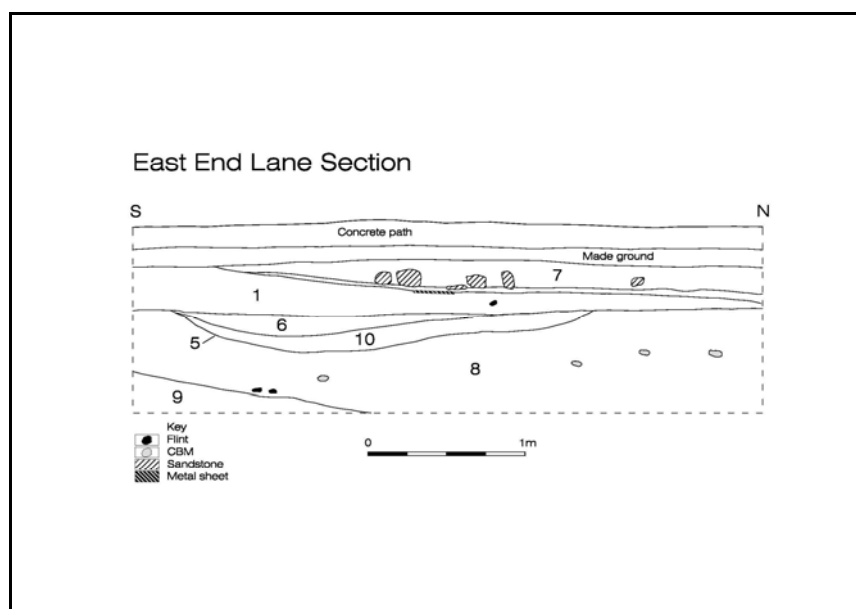 East End Lane Section
S N
Concrete path
Made ground
7
1
6
5 10
8
9
Key
Flint
CBM
Sandstone
Metal sheet
0 1m